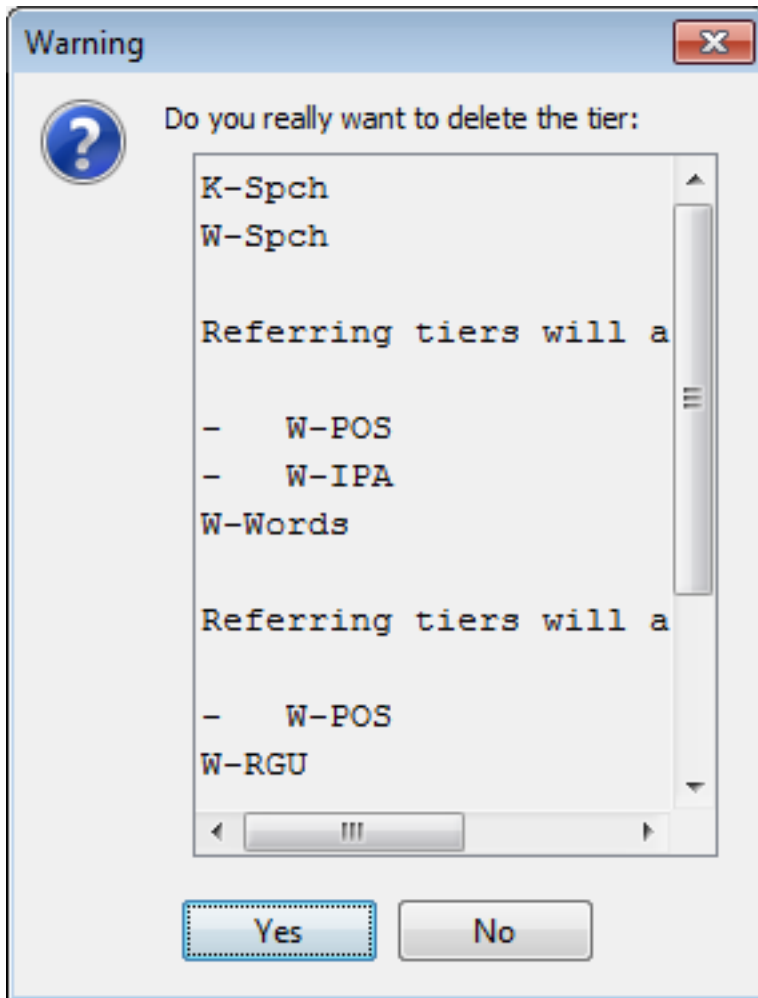 Warning
Do you really want to delete the tier:
K-Spch
W-Spch
Referring tiers will a
-   W-POS
-   W-IPA
W-Words
Referring tiers will a
-   W-POS
W-RGU
Yes
No